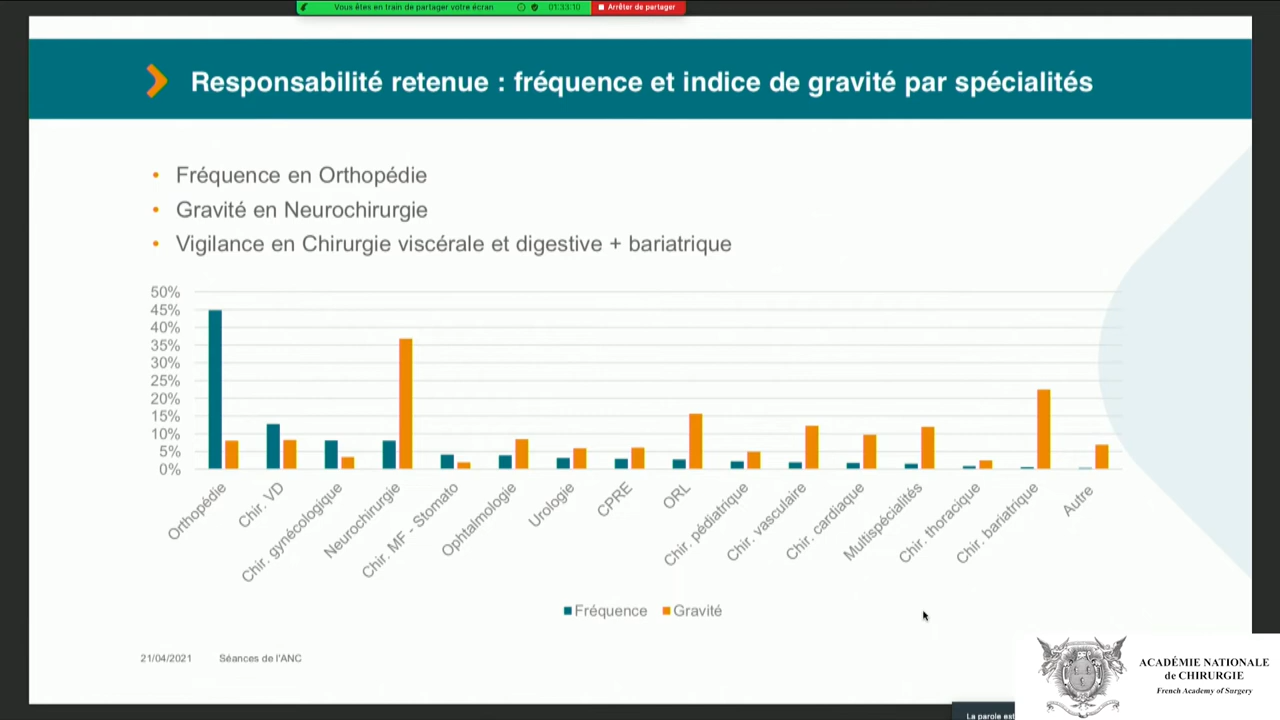 Vous êtes en train de partager votre écran
01:33:10
Arrêter de partager
Responsabilité retenue : fréquence et indice de gravité par spécialités
• Fréquence en Orthopédie
• Gravité en Neurochirurgie
• Vigilance en Chirurgie viscérale et digestive + bariatrique
50%
45%
40%
35%
30%
25%
20%
15%
10%
5%
0%
Orthopédie
Chir. VD
Chir. gynécologique
Neurochirurgie
Chir. MF - Stomato
Ophtalmologie
Urologie
CPRE
ORL
Chir. pédiatrique
Chir. vasculaire
Chir. cardiaque
Multispécialités
Chir. thoracique
Chir. bariatrique
Autre
Fréquence
Gravité
21/04/2021
Séances de l'ANC
ACADÉMIE NATIONALE
de CHIRURGIE
French Academy of Surgery
La parole est